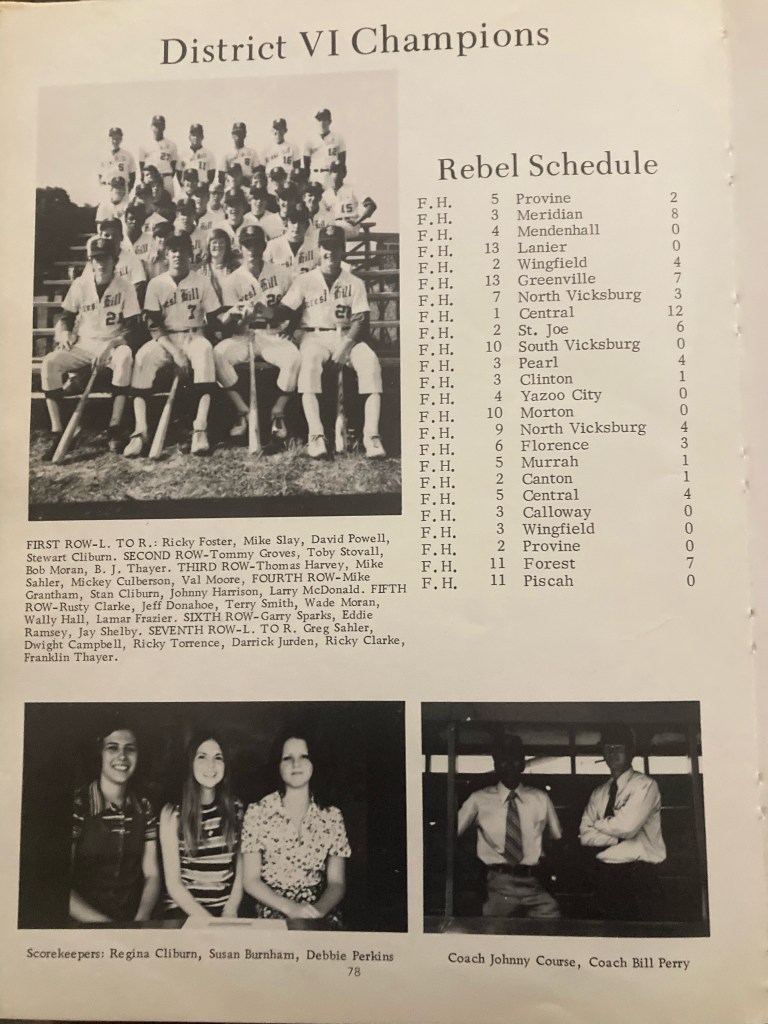 District VI Champions
Rebel Schedule
F.H. 5 Provine 2
F.H. 3 Meridian 8
F.H. 4 Mendenhall 0
F.H. 13 Lanier 0
F.H. 2 Wingfield 4
F.H. 13 Greenville 7
F.H. 7 North Vicksburg 3
F.H. 1 Central 12
F.H. 2 St. Joe 6
F.H. 10 South Vicksburg 0
F.H. 3 Pearl 4
F.H. 3 Clinton 1
F.H. 4 Yazoo City 0
F.H. 10 Morton 0
F.H. 9 North Vicksburg 4
F.H. 6 Florence 3
F.H. 5 Murrah 1
F.H. 2 Canton 1
F.H. 5 Central 4
F.H. 3 Calloway 0
F.H. 3 Wingfield 0
F.H. 2 Provine 0
F.H. 11 Forest 7
F.H. 11 Piscah 0
FIRST ROW-L. TO R.: Ricky Foster, Mike Slay, David Powell,
Stewart Cliburn. SECOND ROW-Tommy Groves, Toby Stovall,
Bob Moran, B. J. Thayer. THIRD ROW-Thomas Harvey, Mike
Sahler, Mickey Culberson, Val Moore, FOURTH ROW-Mike
Grantham, Stan Cliburn, Johnny Harrison, Larry McDonald. FIFTH
ROW-Rusty Clarke, Jeff Donahoe, Terry Smith, Wade Moran,
Wally Hall, Lamar Frazier. SIXTH ROW-Garry Sparks, Eddie
Ramsey, Jay Shelby. SEVENTH ROW-L. TO R. Greg Sahler,
Dwight Campbell, Ricky Torrence, Darrick Jurden, Ricky Clarke,
Franklin Thayer.
Scorekeepers: Regina Cliburn, Susan Burnham, Debbie Perkins
Coach Johnny Course, Coach Bill Perry
78